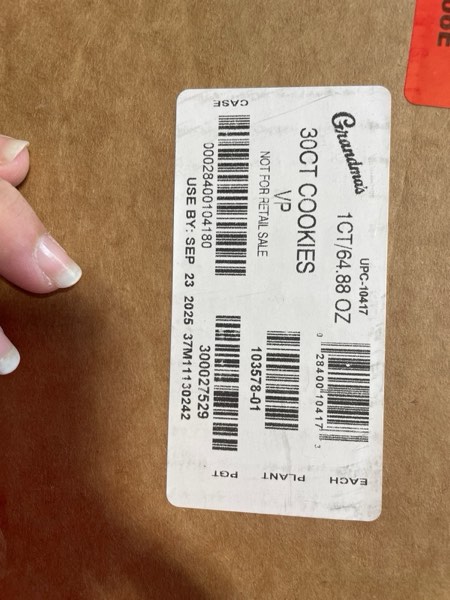 Grandma's
UPC-10417
1CT/64.88 OZ
30CT COOKIES
VP
NOT FOR RETAIL SALE
0 28400 10417 3
EACH
103578-01
PLANT
CASE
00028400104180
300027529
PGT
USE BY: SEP 23 2025 37M11130242